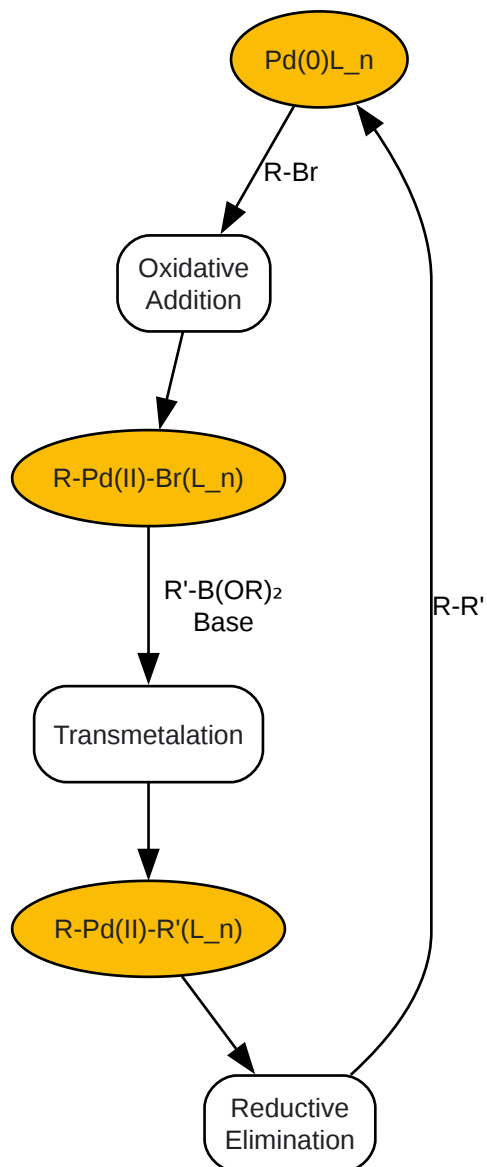 Pd(0)L_n
R-Br
Oxidative
Addition
R-Pd(II)-Br(L_n)
R'-B(OR)₂
Base
R-R'
Transmetalation
R-Pd(II)-R'(L_n)
Reductive
Elimination